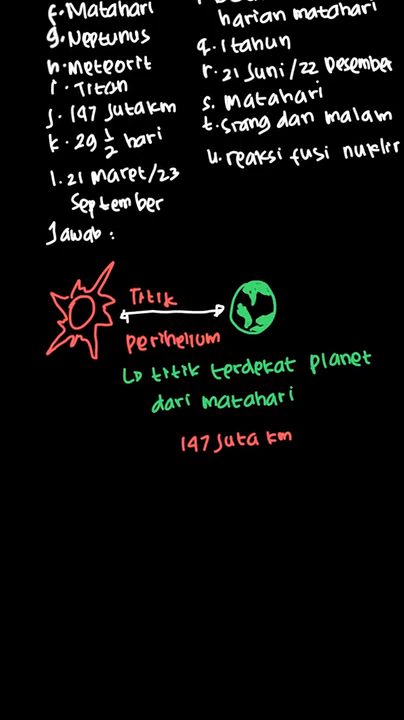 f. Matahari
g. Neptunus
h. Meteorit
i. Titan
j. 147 Juta km
k. 29 1/2 hari
l. 21 Maret/23
September
harian matahari
q. 1 tahun
r. 21 Juni/22 Desember
s. Matahari
t. Siang dan malam
u. reaksi fusi nuklir
Jawab :
Titik
perihelium
↳ titik terdekat planet
dari matahari
147 Juta km